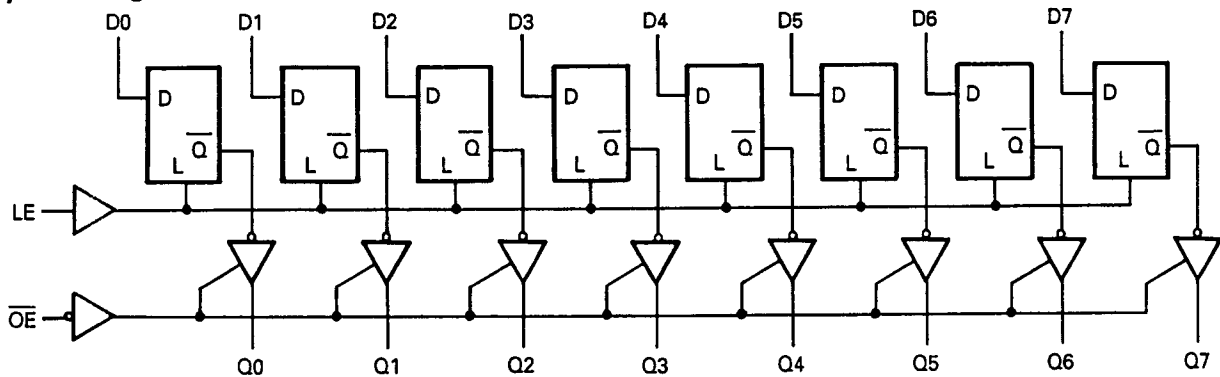 D0 D1 D2 D3 D4 D5 D6 D7
D D D D D D D D
Q̅ Q̅ Q̅ Q̅ Q̅ Q̅ Q̅ Q̅
L L L L L L L L
LE
O̅E̅
Q0 Q1 Q2 Q3 Q4 Q5 Q6 Q7